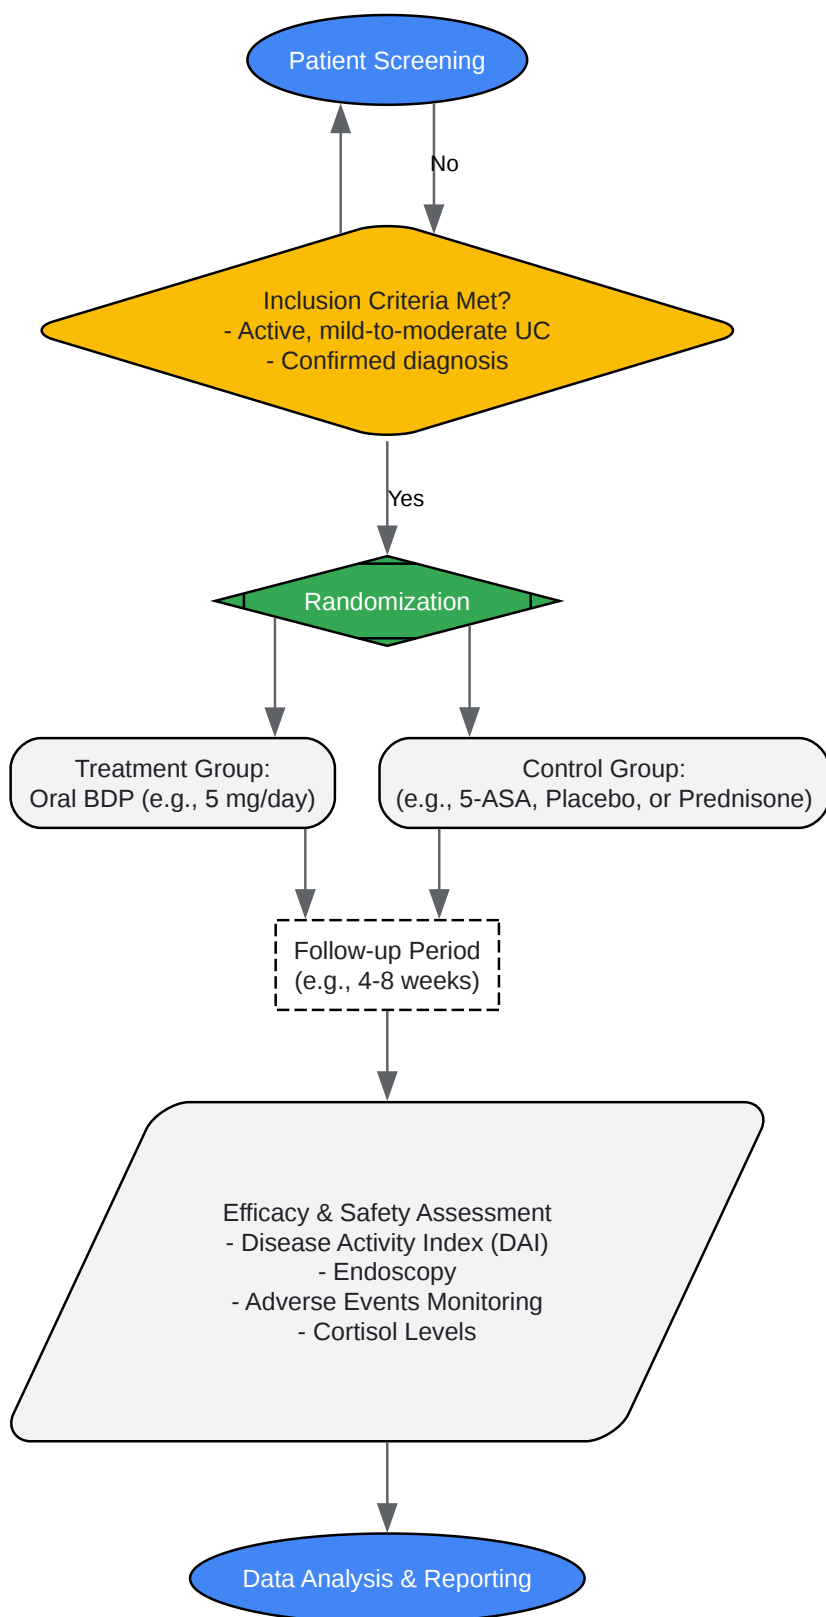 Patient Screening
No
Inclusion Criteria Met?
- Active, mild-to-moderate UC
- Confirmed diagnosis
Yes
Randomization
Treatment Group:
Oral BDP (e.g., 5 mg/day)
Control Group:
(e.g., 5-ASA, Placebo, or Prednisone)
Follow-up Period
(e.g., 4-8 weeks)
Efficacy & Safety Assessment
- Disease Activity Index (DAI)
- Endoscopy
- Adverse Events Monitoring
- Cortisol Levels
Data Analysis & Reporting